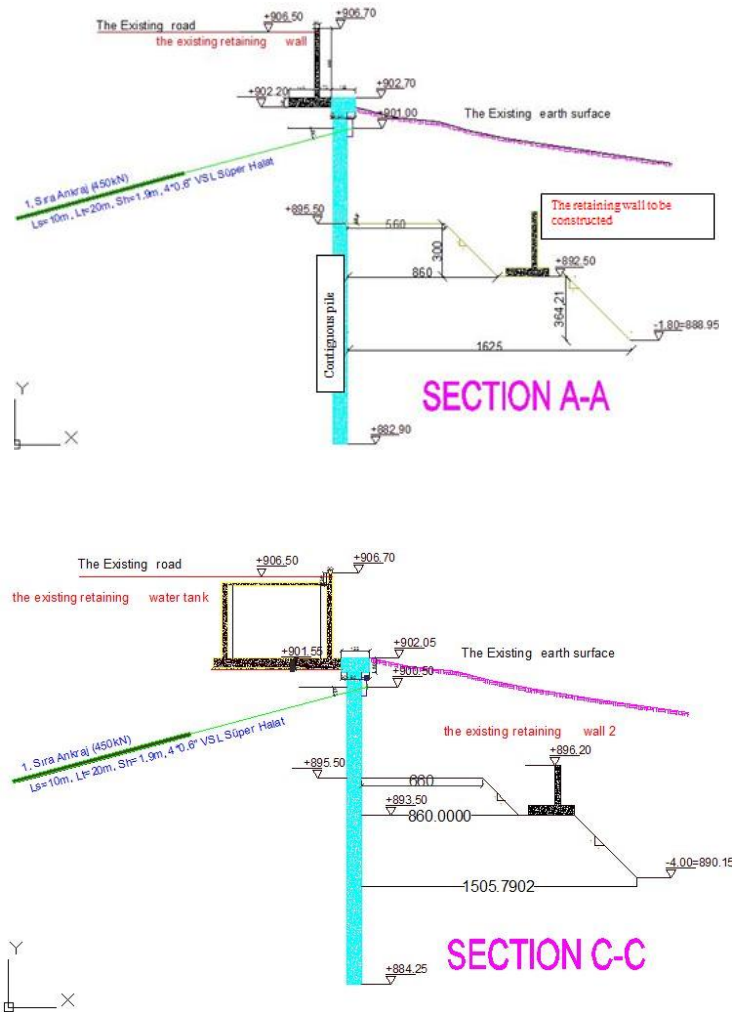 +906.50
+906.70
The Existing road
the existing retaining wall
+902.20
+902.70
+901.00
The Existing earth surface
1. Sıra Ankraj (450kN)
Ls=10m, Lt=20m, Sh=1.9m, 4*0.6" VSL Süper Halat
The retaining wall to be
constructed
+895.50
560
300
+892.50
860
364,21
-1.80=888.95
Contiguous pile
1625
SECTION A-A
Y
X
+882.90
The Existing road
+906.50
+906.70
the existing retaining water tank
+901.55
+902.05
The Existing earth surface
+900.50
1. Sıra Ankraj (450kN)
Ls=10m, Lt=20m, Sh=1.9m, 4*0.6" VSL Süper Halat
the existing retaining wall 2
+896.20
+895.50
660
+893.50
860.0000
-4.00=890.15
1505.7902
SECTION C-C
Y
X
+884.25